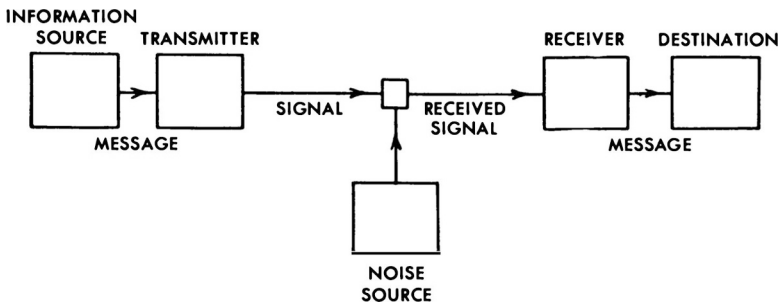 INFORMATION
SOURCE
TRANSMITTER
RECEIVER
DESTINATION
SIGNAL
RECEIVED
SIGNAL
MESSAGE
MESSAGE
NOISE
SOURCE